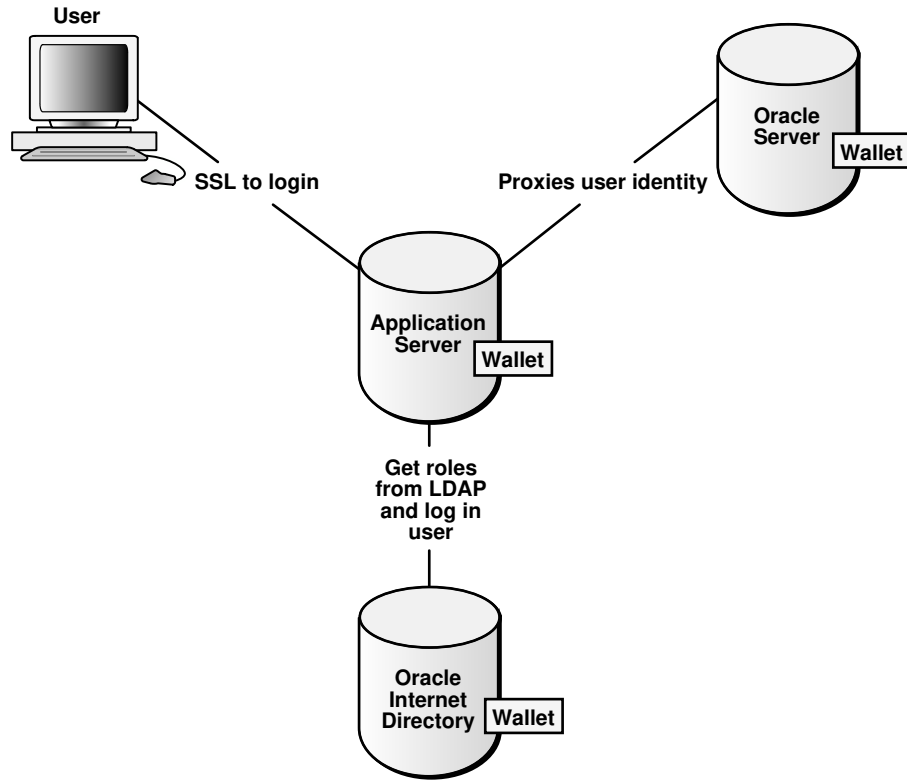 User
Oracle
Server
Wallet
SSL to login
Proxies user identity
Application
Server
Wallet
Get roles
from LDAP
and log in
user
Oracle
Internet
Directory
Wallet